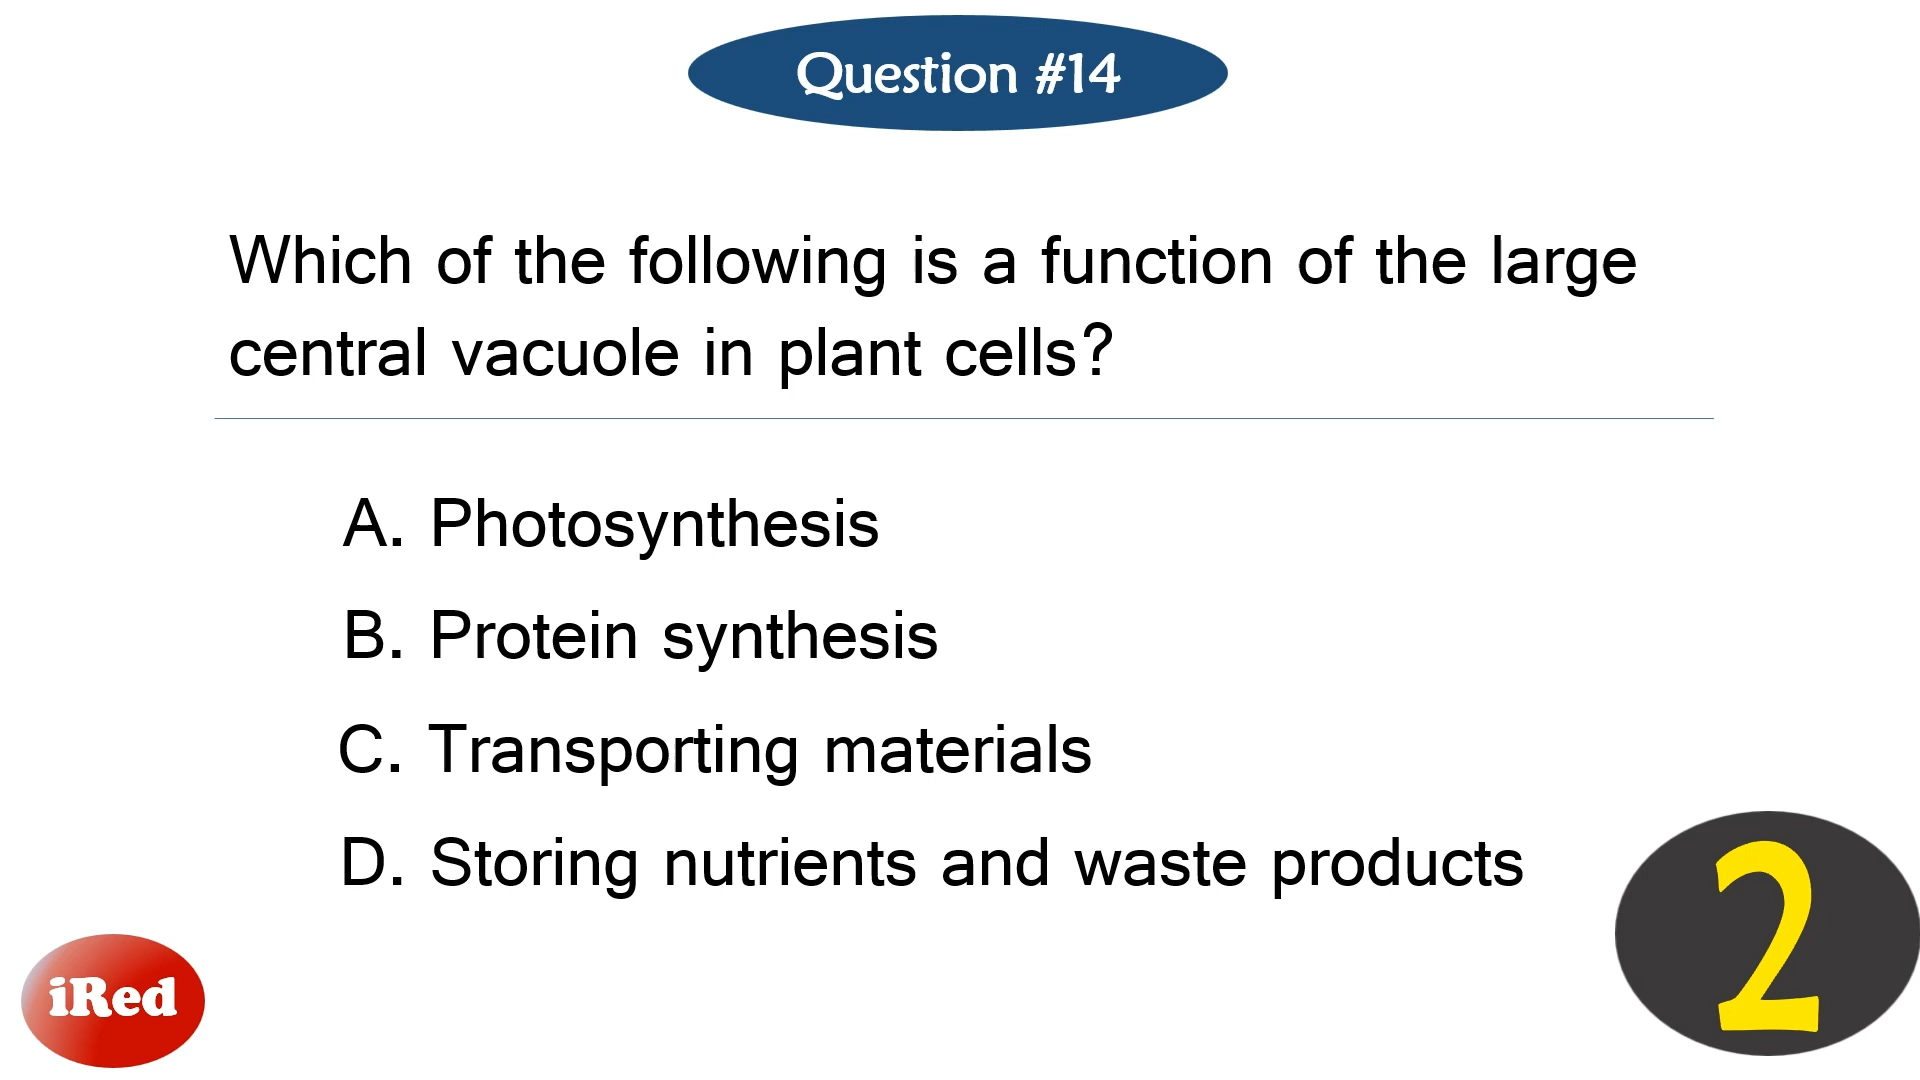 Question #14
Which of the following is a function of the large
central vacuole in plant cells?
A. Photosynthesis
B. Protein synthesis
C. Transporting materials
D. Storing nutrients and waste products
2
iRed